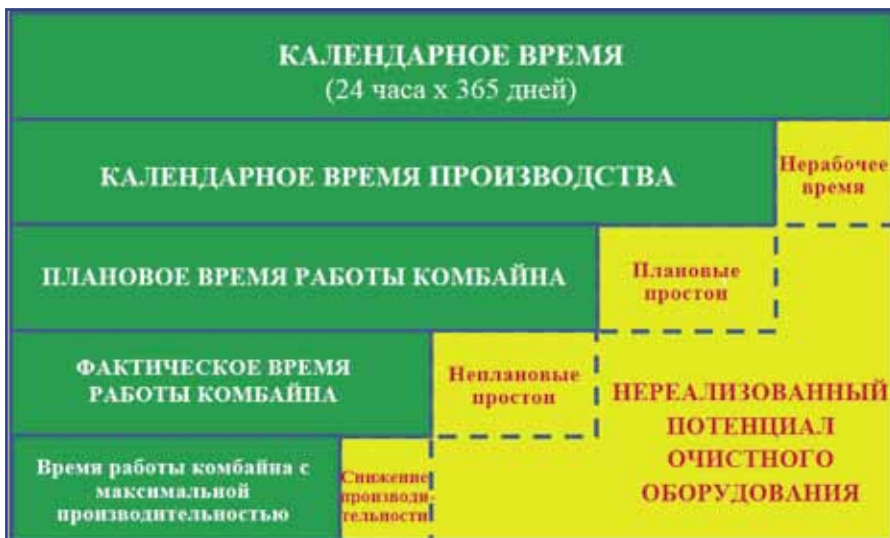 КАЛЕНДАРНОЕ ВРЕМЯ
(24 часа х 365 дней)
КАЛЕНДАРНОЕ ВРЕМЯ ПРОИЗВОДСТВА
Нерабочее
время
ПЛАНОВОЕ ВРЕМЯ РАБОТЫ КОМБАЙНА
Плановые
простои
ФАКТИЧЕСКОЕ ВРЕМЯ
РАБОТЫ КОМБАЙНА
Неплановые
простои
НЕРЕАЛИЗОВАННЫЙ
ПОТЕНЦИАЛ
ОЧИСТНОГО
ОБОРУДОВАНИЯ
Время работы комбайна с
максимальной
производительностью
Снижение
производи-
тельности